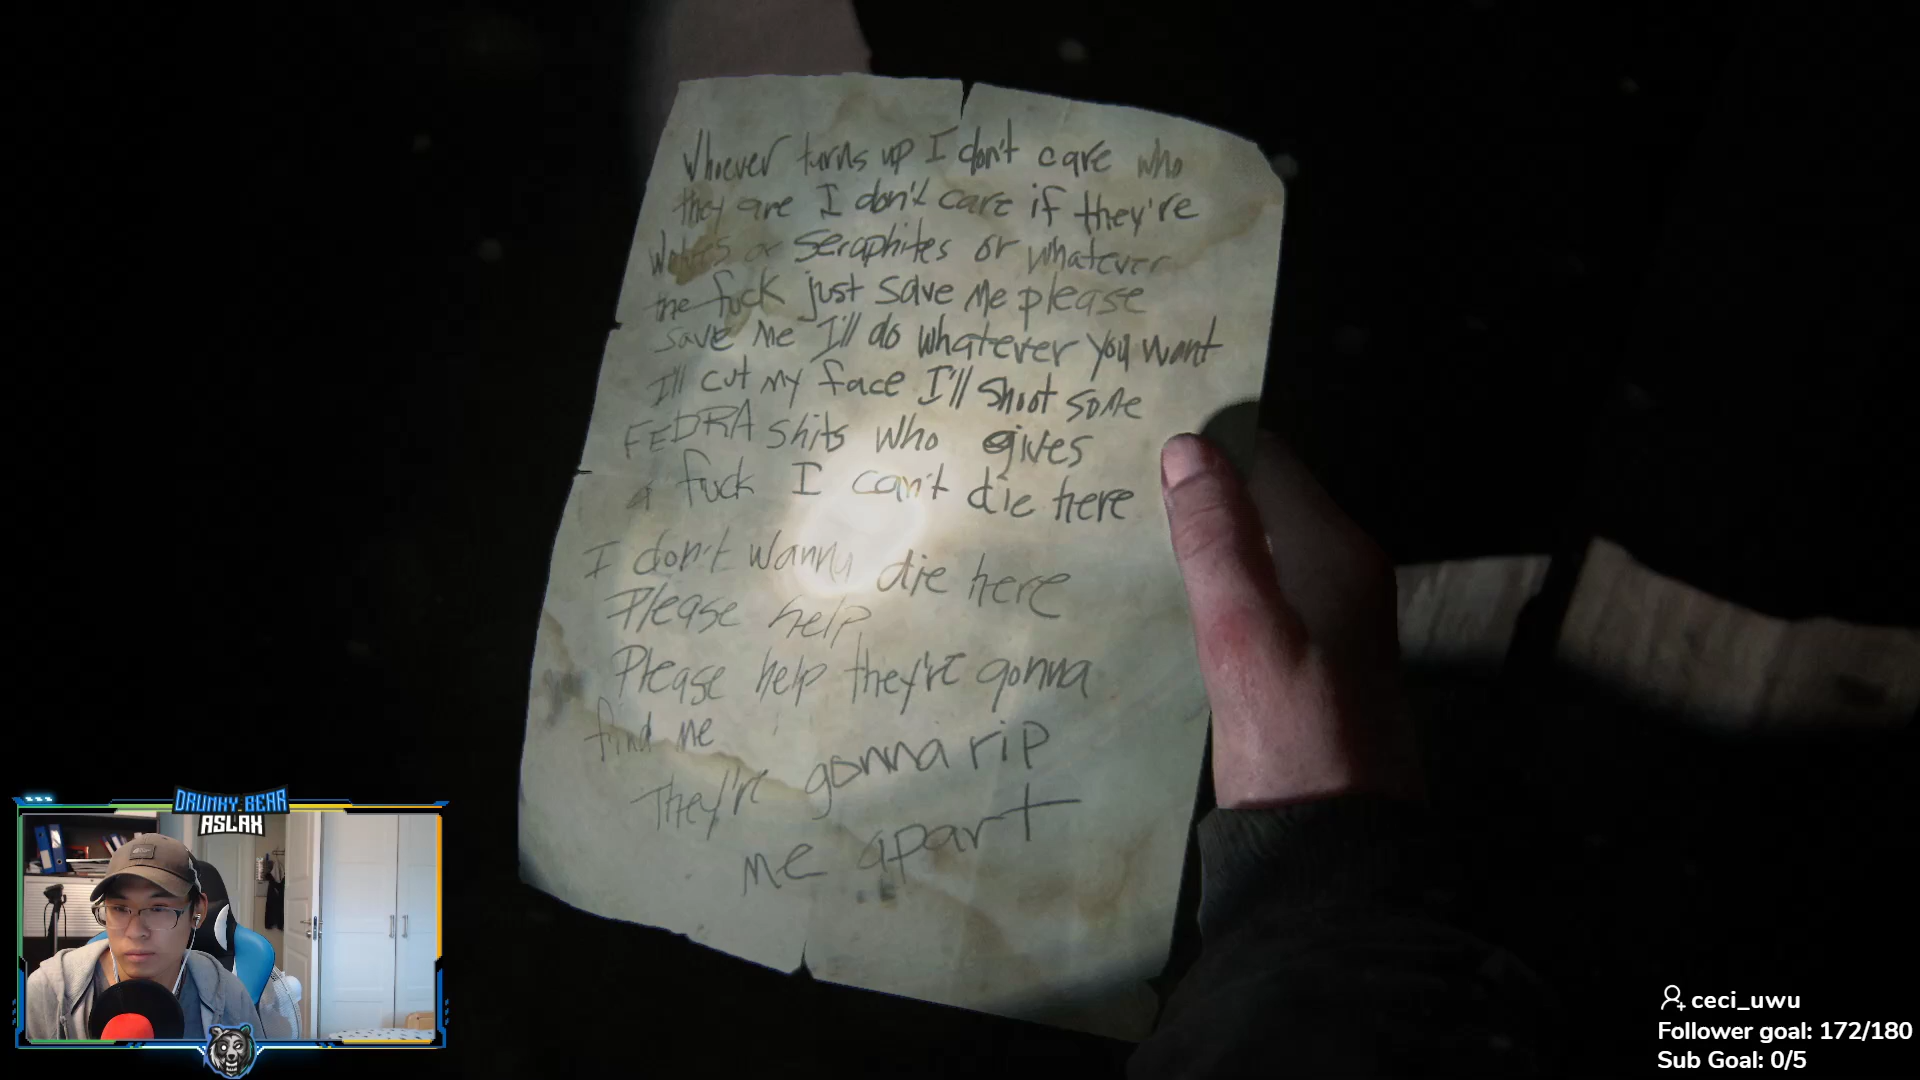 Whoever turns up I don't care who
they are I don't care if they're
Wolves or Seraphites or whatever
the fuck just save me please
save me I'll do whatever you want
I'll cut my face I'll shoot some
FEDRA shits who gives
a fuck I can't die here
I don't wanna die here
Please help
Please help they're gonna
find me
They're gonna rip
me apart
DRUNKY.BEAR
ASLAK
ceci_uwu
Follower goal: 172/180
Sub Goal: 0/5